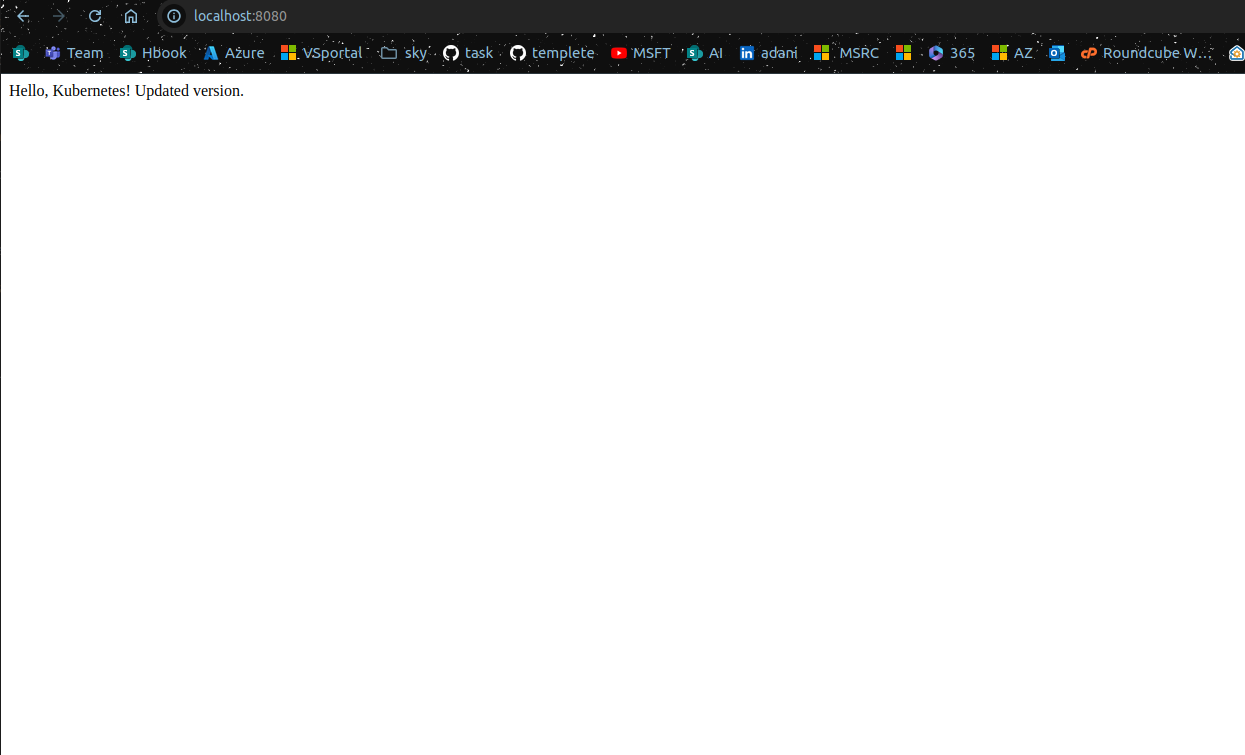 localhost:8080
Team Hbook Azure VSportal sky task templete MSFT AI adani MSRC 365 AZ Roundcube W...
Hello, Kubernetes! Updated version.